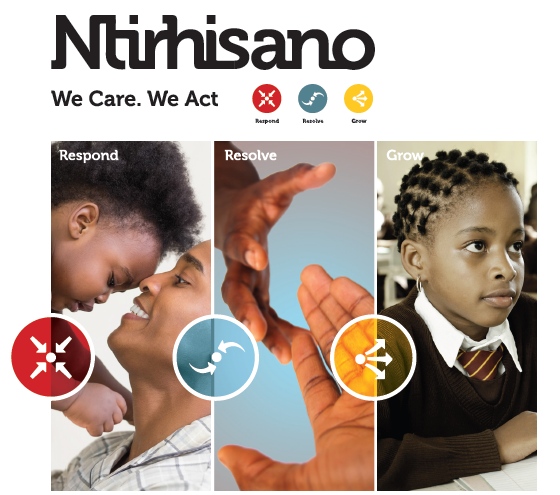 Ntirhisano
We Care. We Act
Respond Resolve Grow
Respond Resolve Grow